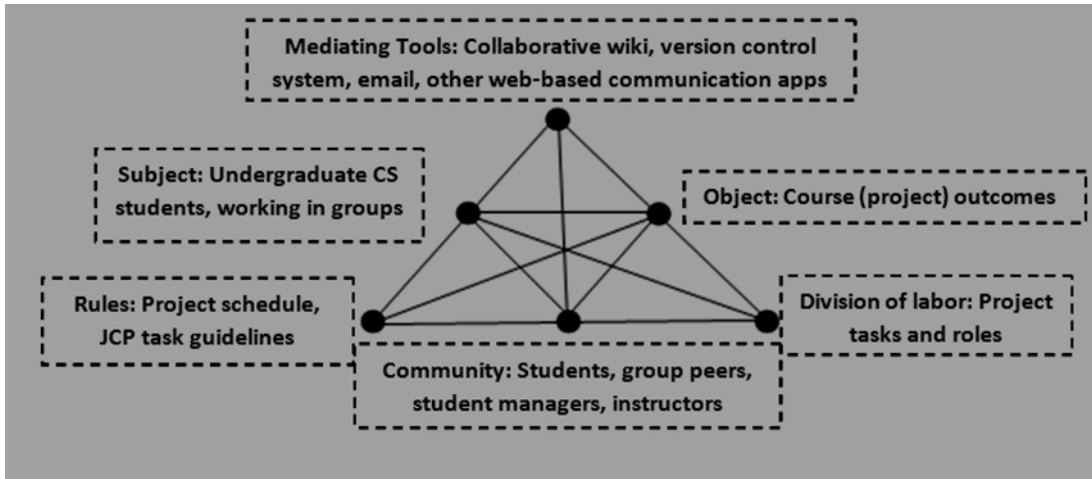 Mediating Tools: Collaborative wiki, version control
system, email, other web-based communication apps
Subject: Undergraduate CS
students, working in groups
Object: Course (project) outcomes
Rules: Project schedule,
JCP task guidelines
Division of labor: Project
tasks and roles
Community: Students, group peers,
student managers, instructors